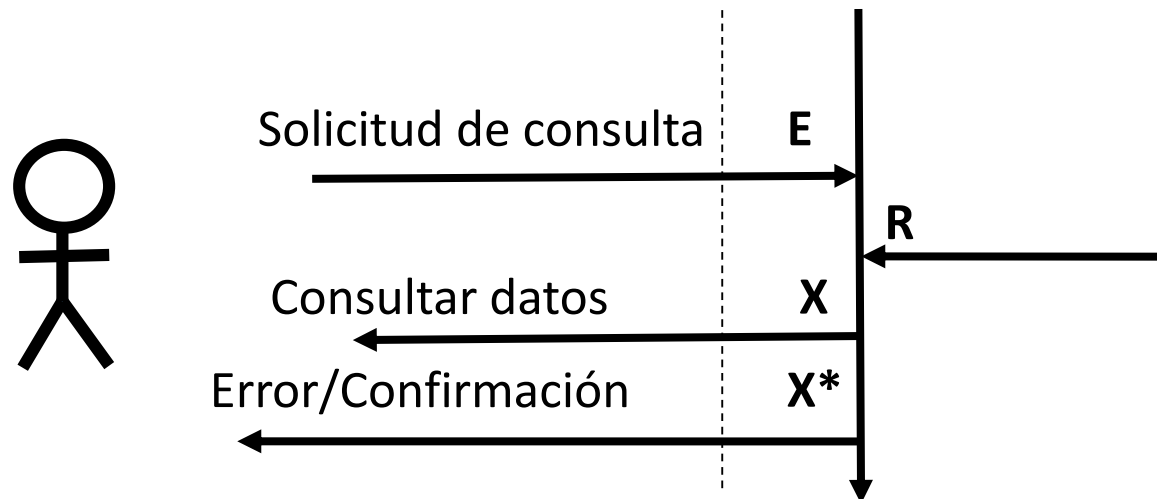 Solicitud de consulta E
R
Consultar datos X
Error/Confirmación X*